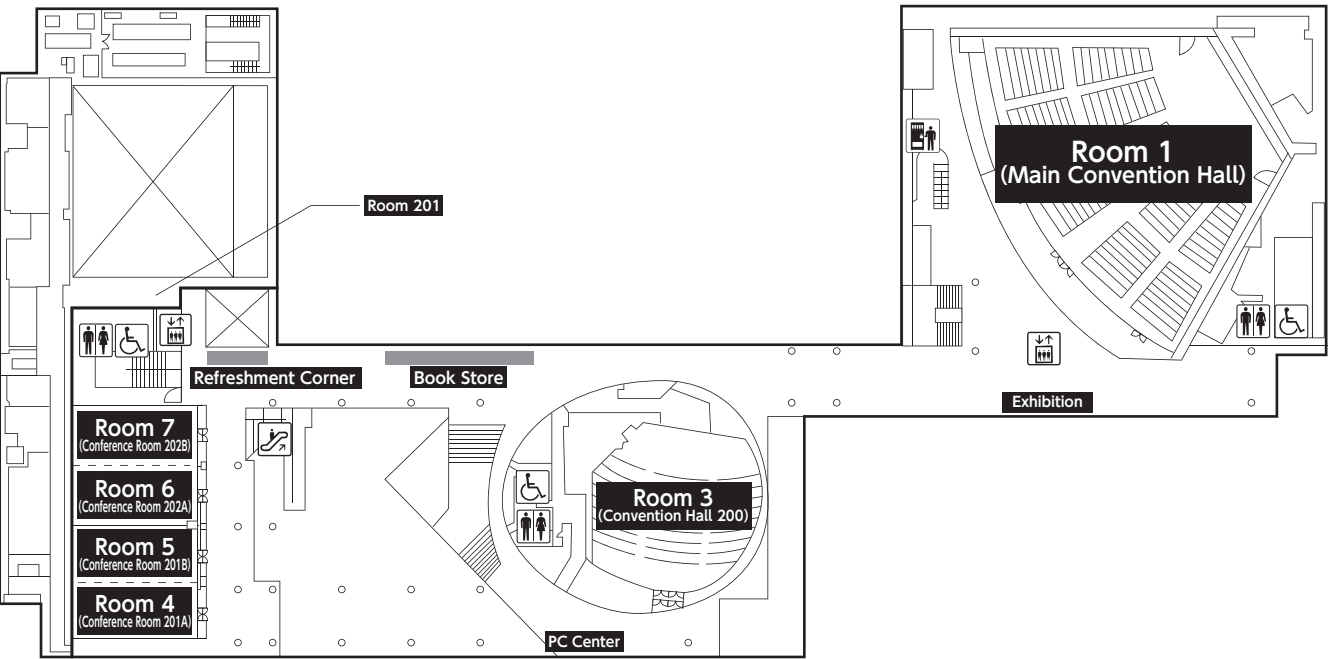 Room 1
(Main Convention Hall)
Room 201
Refreshment Corner
Book Store
Exhibition
Room 7
(Conference Room 202B)
Room 6
(Conference Room 202A)
Room 5
(Conference Room 201B)
Room 4
(Conference Room 201A)
Room 3
(Convention Hall 200)
PC Center